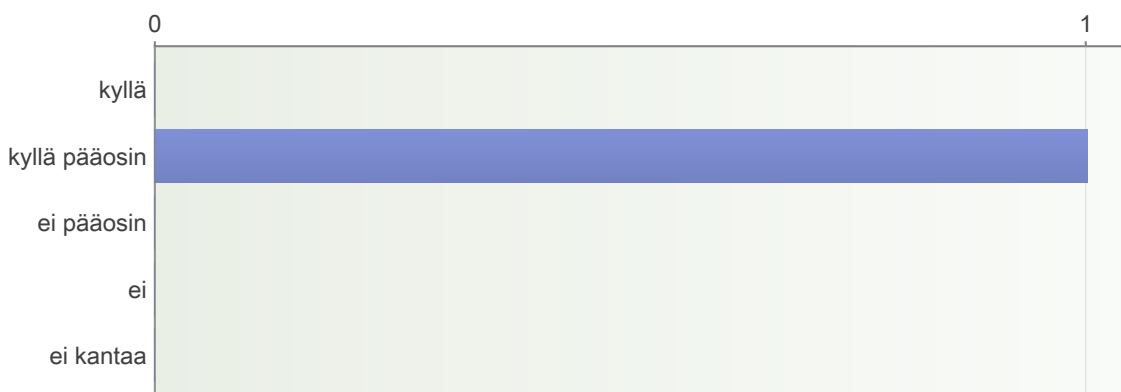 0 1
kyllä
kyllä pääosin
ei pääosin
ei
ei kantaa